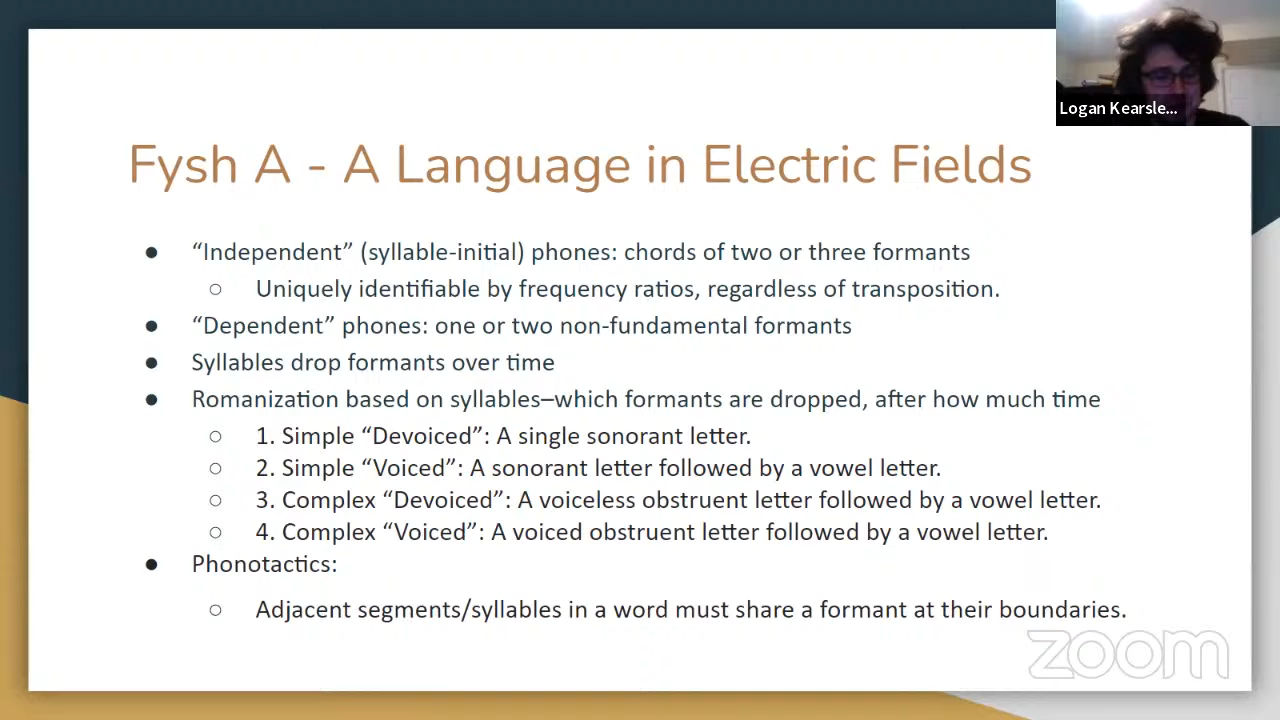 Logan Kearsle...
Fysh A - A Language in Electric Fields
● “Independent” (syllable-initial) phones: chords of two or three formants
○ Uniquely identifiable by frequency ratios, regardless of transposition.
● “Dependent” phones: one or two non-fundamental formants
● Syllables drop formants over time
● Romanization based on syllables–which formants are dropped, after how much time
○ 1. Simple “Devoiced”: A single sonorant letter.
○ 2. Simple “Voiced”: A sonorant letter followed by a vowel letter.
○ 3. Complex “Devoiced”: A voiceless obstruent letter followed by a vowel letter.
○ 4. Complex “Voiced”: A voiced obstruent letter followed by a vowel letter.
● Phonotactics:
○ Adjacent segments/syllables in a word must share a formant at their boundaries.
zoom